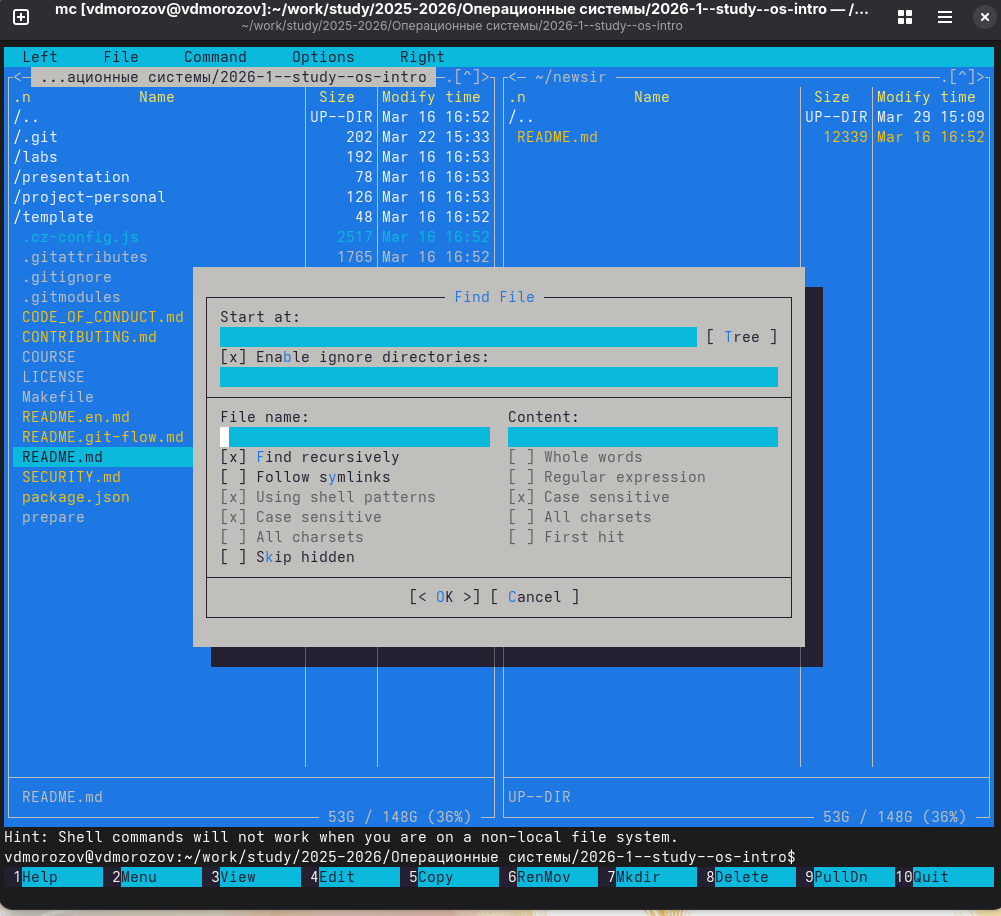 mc [vdmorozov@vdmorozov]:~/work/study/2025-2026/Операционные системы/2026-1--study--os-intro — /...
~/work/study/2025-2026/Операционные системы/2026-1--study--os-intro
Left File Command Options Right
<— ...ационные системы/2026-1--study--os-intro —.[^]> <— ~/newsir —.[^]>
.n Name Size Modify time .n Name Size Modify time
/.. UP--DIR Mar 16 16:52 /.. UP--DIR Mar 29 15:09
/.git 202 Mar 22 15:33 README.md 12339 Mar 16 16:52
/labs 192 Mar 16 16:53
/presentation 78 Mar 16 16:53
/project-personal 126 Mar 16 16:53
/template 48 Mar 16 16:52
.cz-config.js 2517 Mar 16 16:52
.gitattributes 1765 Mar 16 16:52
.gitignore
.gitmodules
CODE_OF_CONDUCT.md
CONTRIBUTING.md
COURSE
LICENSE
Makefile
README.en.md
README.git-flow.md
README.md
SECURITY.md
package.json
prepare
Find File
Start at:
[ Tree ]
[x] Enable ignore directories:
File name: Content:
[x] Find recursively [ ] Whole words
[ ] Follow symlinks [ ] Regular expression
[x] Using shell patterns [x] Case sensitive
[x] Case sensitive [ ] All charsets
[ ] All charsets [ ] First hit
[ ] Skip hidden
[< OK >] [ Cancel ]
README.md UP--DIR
53G / 148G (36%) 53G / 148G (36%)
Hint: Shell commands will not work when you are on a non-local file system.
vdmorozov@vdmorozov:~/work/study/2025-2026/Операционные системы/2026-1--study--os-intro$
1Help 2Menu 3View 4Edit 5Copy 6RenMov 7Mkdir 8Delete 9PullDn 10Quit